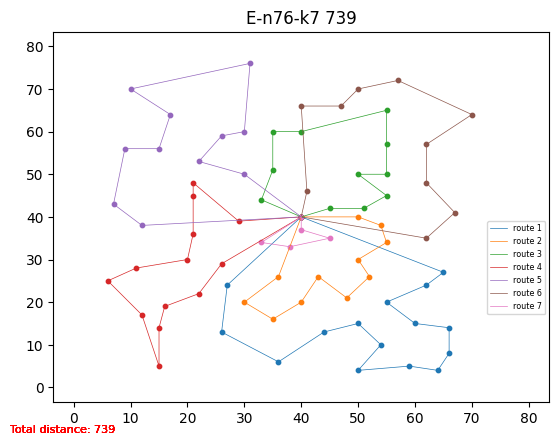 E-n76-k7 739
80
70
60
50
40
30
20
10
0
0 10 20 30 40 50 60 70 80
route 1
route 2
route 3
route 4
route 5
route 6
route 7
Total distance: 739